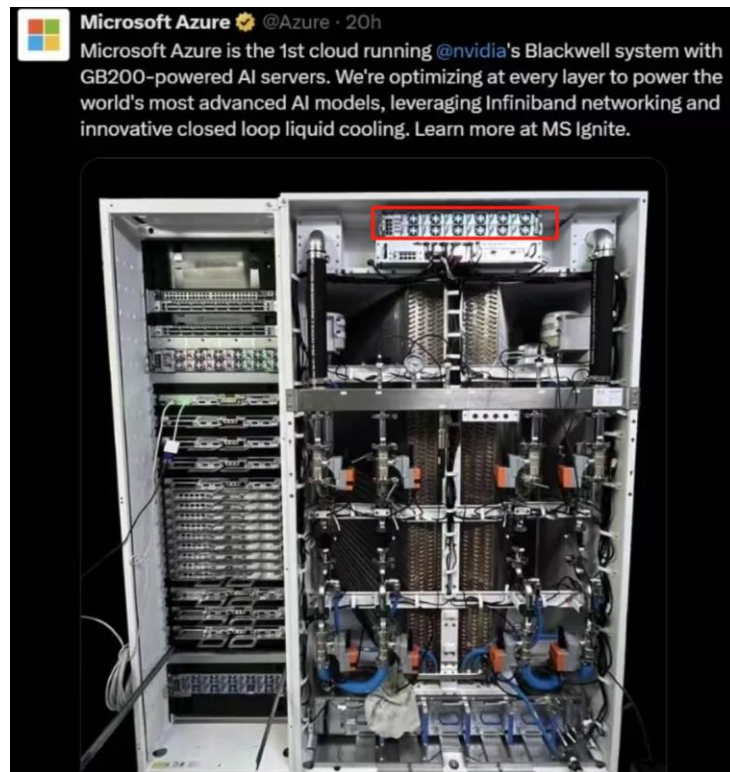 Microsoft Azure @Azure · 20h
Microsoft Azure is the 1st cloud running @nvidia's Blackwell system with
GB200-powered AI servers. We're optimizing at every layer to power the
world's most advanced AI models, leveraging Infiniband networking and
innovative closed loop liquid cooling. Learn more at MS Ignite.